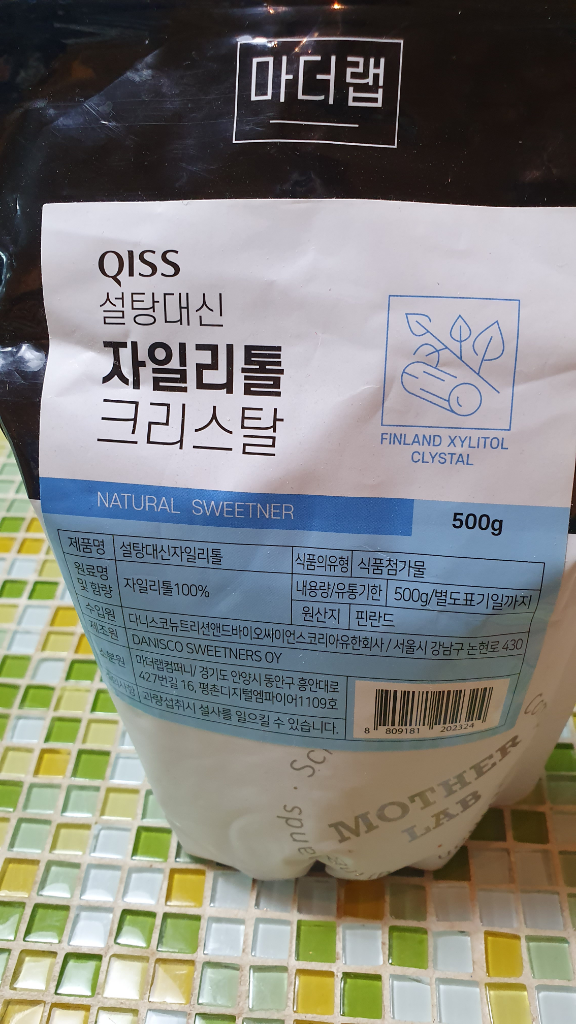 마더랩
QISS
설탕대신
자일리톨
크리스탈
FINLAND XYLITOL
CLYSTAL
NATURAL SWEETNER
500g
제품명 설탕대신자일리톨 식품의유형 식품첨가물
원료명 및 함량 자일리톨100% 내용량/유통기한 500g/별도표기일까지
원산지 핀란드
수입원 다니스코뉴트리션앤드바이오싸이언스코리아유한회사 / 서울시 강남구 논현로 430
제조원 DANISCO SWEETNERS OY
소분원 마더랩컴퍼니/ 경기도 안양시 동안구 흥안대로
427번길 16, 평촌디지털엠파이어1109호
과량섭취시 설사를 일으킬 수 있습니다.
8 809181 202324
MOTHER
LAB